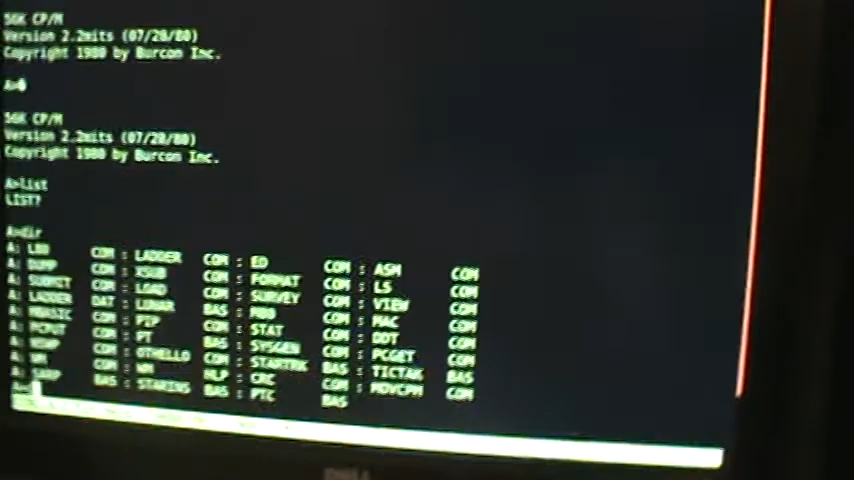 56K CP/M
Version 2.2mits (07/28/80)
Copyright 1980 by Burcon Inc.
A>
56K CP/M
Version 2.2mits (07/28/80)
Copyright 1980 by Burcon Inc.
A>list
LIST?
A>dir
A: L80 COM : LADDER COM : ED COM : ASM COM
A: DUMP COM : XSUB COM : FORMAT COM : LS COM
A: SUBMIT COM : LOAD COM : SURVEY COM : VIEW COM
A: LADDER DAT : LUNAR BAS : M80 COM : MAC COM
A: MBASIC COM : PIP COM : STAT COM : DDT COM
A: PCPUT COM : PT BAS : SYSGEN COM : PCGET COM
A: COM : OTHELLO COM : STARTRK BAS : TICTAK BAS
A: WM COM : WM HLP : CRC COM : MOVCPM COM
A: BAS : BAS : PTC BAS